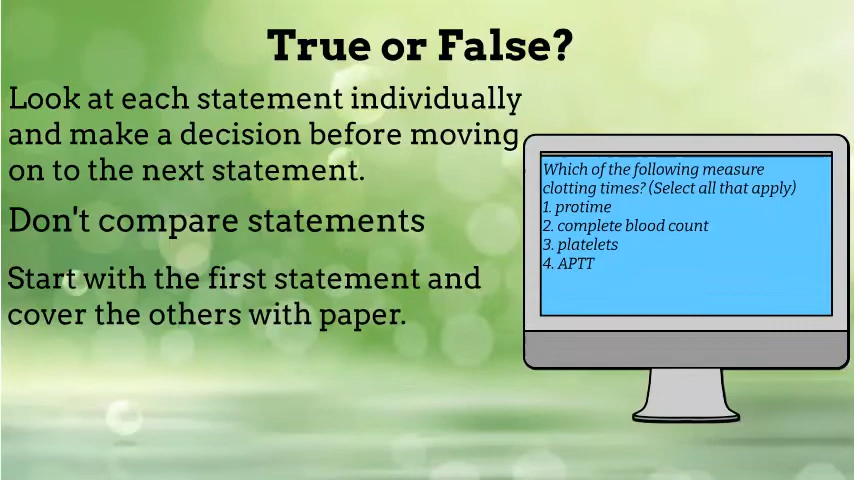 True or False?
Look at each statement individually
and make a decision before moving
on to the next statement.
Don't compare statements
Start with the first statement and
cover the others with paper.
Which of the following measure
clotting times? (Select all that apply)
1. protime
2. complete blood count
3. platelets
4. APTT